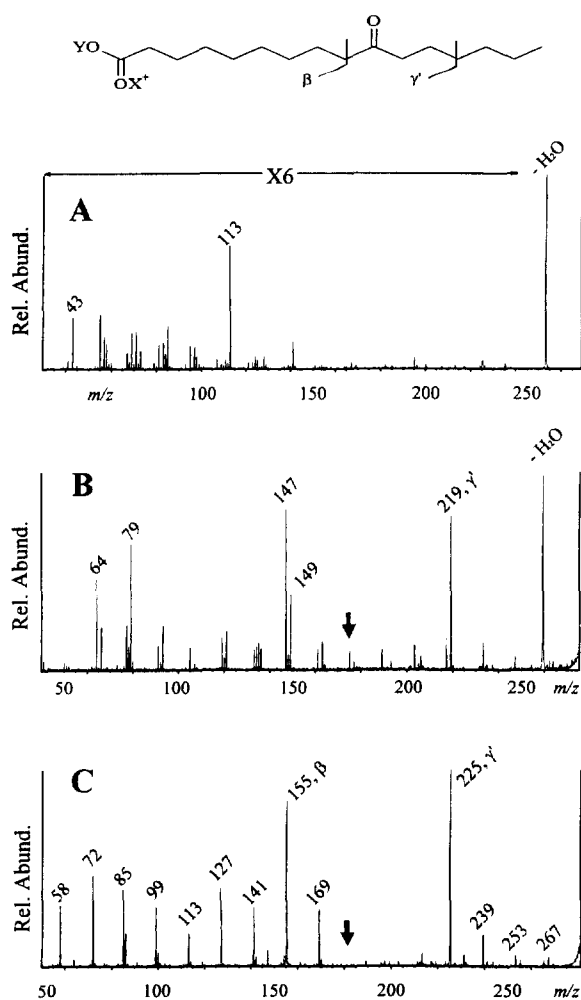 O
YO
OX⁺
β
γ'
X6
- H₂O
A
113
43
Rel. Abund.
m/z
100
150
200
250
- H₂O
B
147
219, γ'
79
64
149
Rel. Abund.
50
100
150
200
250
m/z
C
155, β
225, γ'
72
85
127
58
99
141
169
113
239
253
267
Rel. Abund.
50
100
150
200
250
m/z